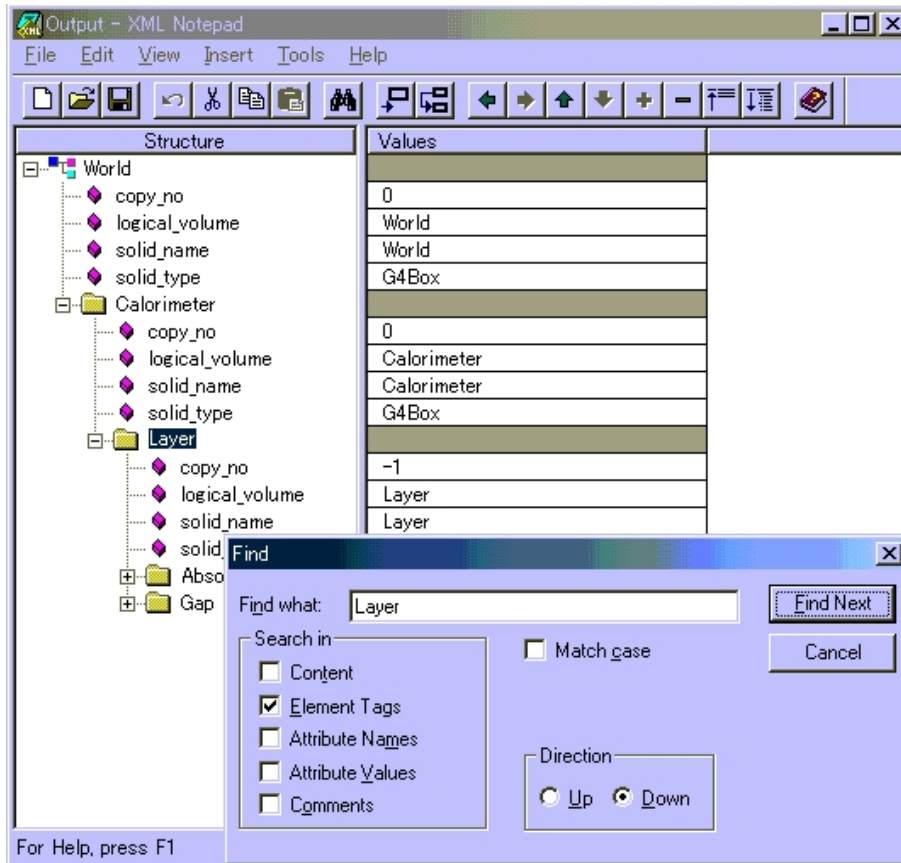 Output - XML Notepad
File Edit View Insert Tools Help
Structure Values
World
copy_no 0
logical_volume World
solid_name World
solid_type G4Box
Calorimeter
copy_no 0
logical_volume Calorimeter
solid_name Calorimeter
solid_type G4Box
Layer
copy_no -1
logical_volume Layer
solid_name Layer
solid_
Abso
Gap
Find
Find what: Layer Find Next
Search in Match case Cancel
Content
Element Tags
Attribute Names
Attribute Values Direction
Comments Up Down
For Help, press F1